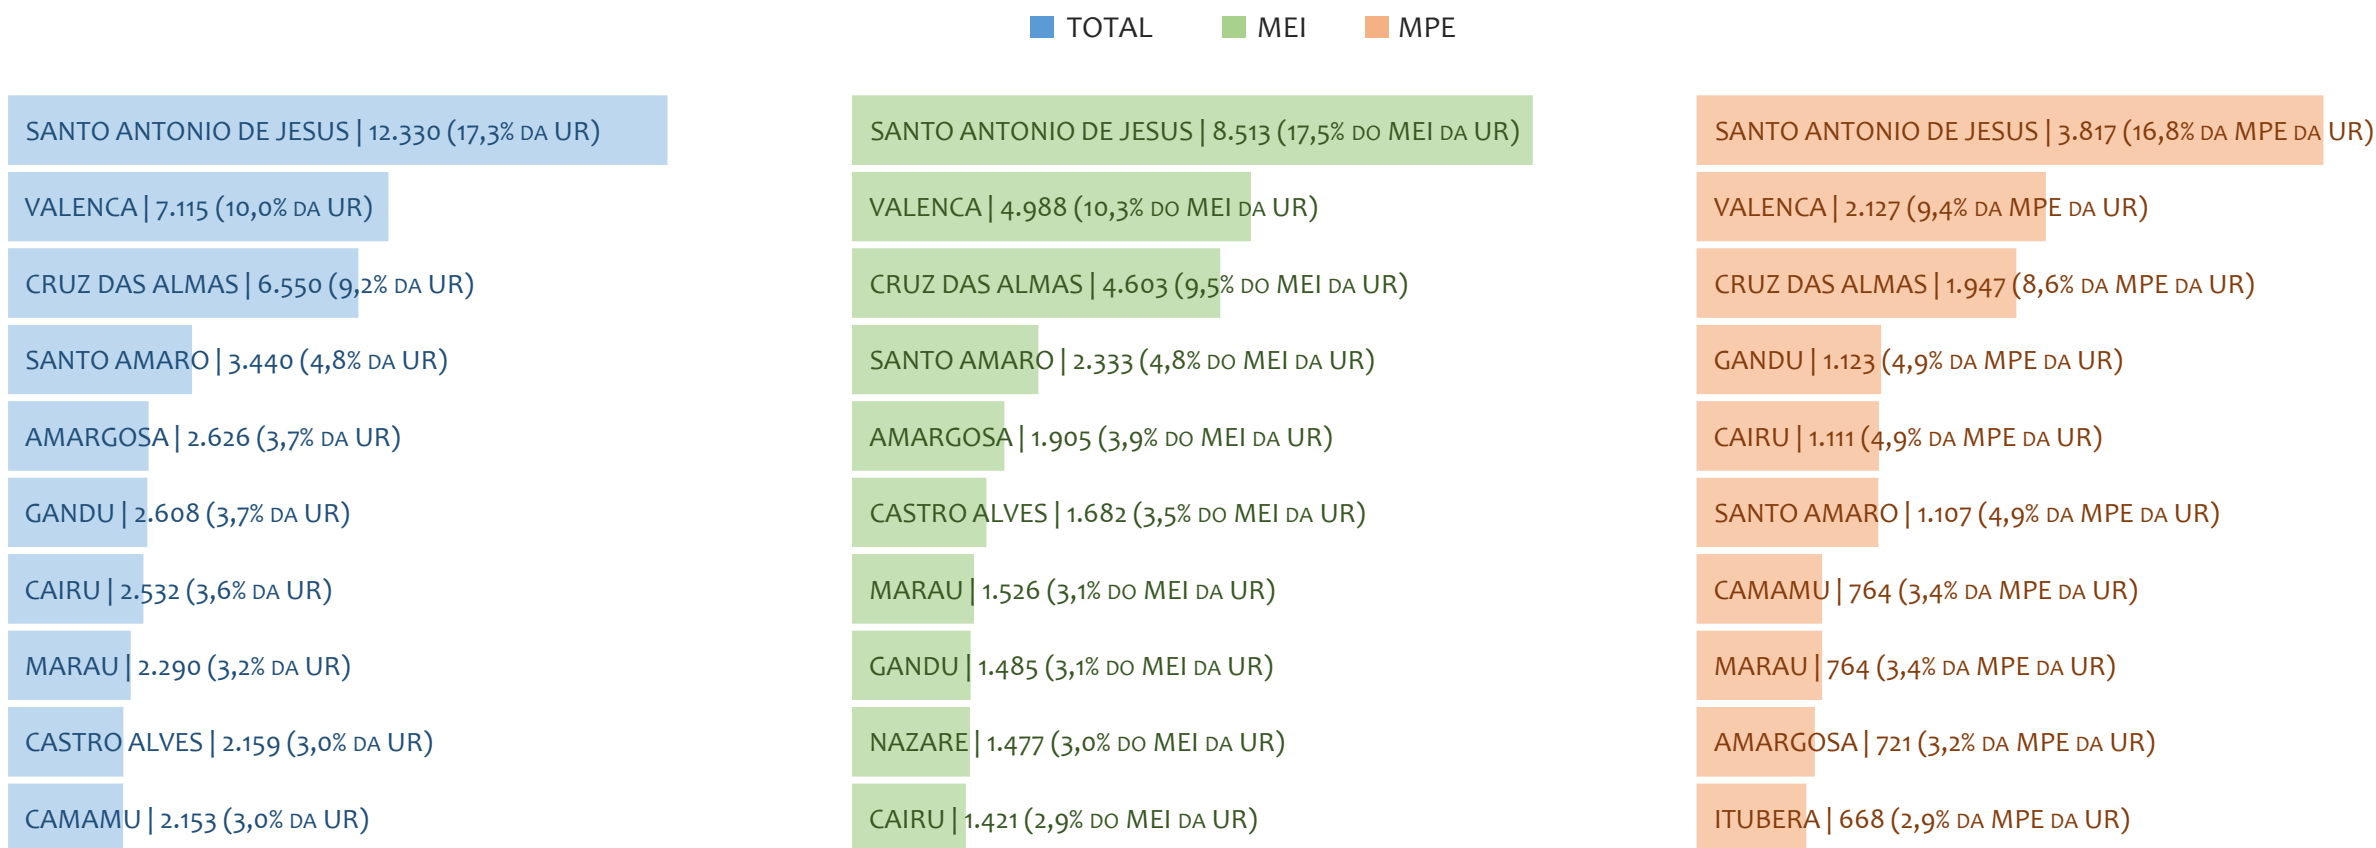 TOTAL MEI MPE
SANTO ANTONIO DE JESUS | 12.330 (17,3% DA UR)
VALENCA | 7.115 (10,0% DA UR)
CRUZ DAS ALMAS | 6.550 (9,2% DA UR)
SANTO AMARO | 3.440 (4,8% DA UR)
AMARGOSA | 2.626 (3,7% DA UR)
GANDU | 2.608 (3,7% DA UR)
CAIRU | 2.532 (3,6% DA UR)
MARAU | 2.290 (3,2% DA UR)
CASTRO ALVES | 2.159 (3,0% DA UR)
CAMAMU | 2.153 (3,0% DA UR)
SANTO ANTONIO DE JESUS | 8.513 (17,5% DO MEI DA UR)
VALENCA | 4.988 (10,3% DO MEI DA UR)
CRUZ DAS ALMAS | 4.603 (9,5% DO MEI DA UR)
SANTO AMARO | 2.333 (4,8% DO MEI DA UR)
AMARGOSA | 1.905 (3,9% DO MEI DA UR)
CASTRO ALVES | 1.682 (3,5% DO MEI DA UR)
MARAU | 1.526 (3,1% DO MEI DA UR)
GANDU | 1.485 (3,1% DO MEI DA UR)
NAZARE | 1.477 (3,0% DO MEI DA UR)
CAIRU | 1.421 (2,9% DO MEI DA UR)
SANTO ANTONIO DE JESUS | 3.817 (16,8% DA MPE DA UR)
VALENCA | 2.127 (9,4% DA MPE DA UR)
CRUZ DAS ALMAS | 1.947 (8,6% DA MPE DA UR)
GANDU | 1.123 (4,9% DA MPE DA UR)
CAIRU | 1.111 (4,9% DA MPE DA UR)
SANTO AMARO | 1.107 (4,9% DA MPE DA UR)
CAMAMU | 764 (3,4% DA MPE DA UR)
MARAU | 764 (3,4% DA MPE DA UR)
AMARGOSA | 721 (3,2% DA MPE DA UR)
ITUBERA | 668 (2,9% DA MPE DA UR)